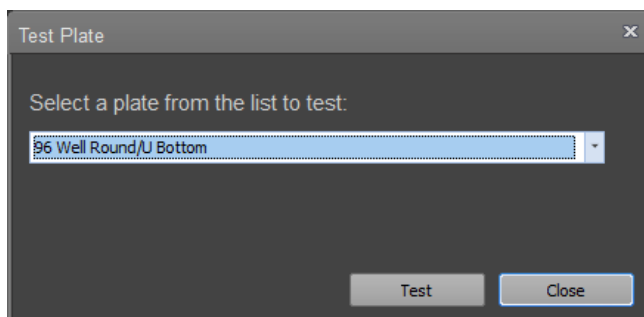 Test Plate
Select a plate from the list to test:
96 Well Round/U Bottom
Test Close